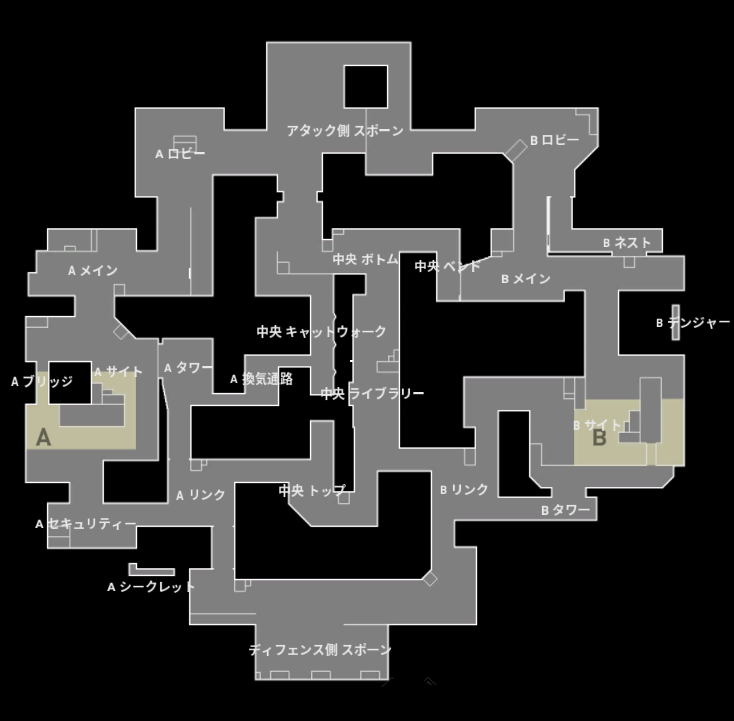 アタック側 スポーン
B ロビー
A ロビー
B ネスト
中央 ボトム
中央 ベンド
A メイン
B メイン
B デンジャー
中央 キャットウォーク
A タワー
A サイト
A ブリッジ
A 換気通路
中央 ライブラリー
B サイト
A
B
中央 トップ
B リンク
A リンク
B タワー
A セキュリティー
A シークレット
ディフェンス側 スポーン